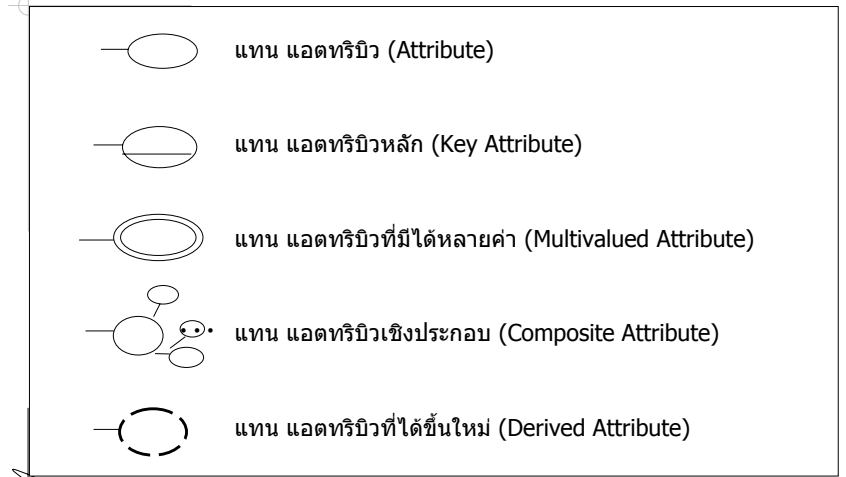 แทน แอตทริบิว (Attribute)
แทน แอตทริบิวหลัก (Key Attribute)
แทน แอตทริบิวที่มีได้หลายค่า (Multivalued Attribute)
แทน แอตทริบิวเชิงประกอบ (Composite Attribute)
แทน แอตทริบิวที่ได้ขึ้นใหม่ (Derived Attribute)